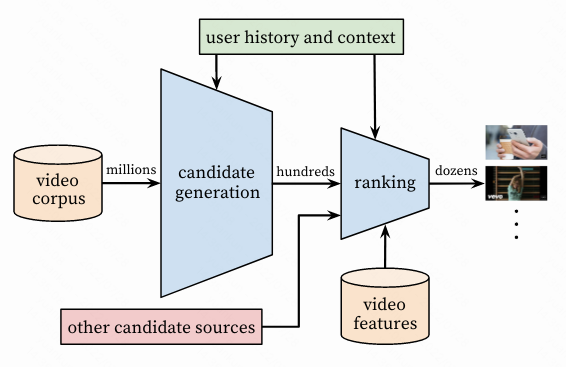 user history and context
millions
video
corpus
candidate
generation
hundreds
ranking
dozens
vevo
other candidate sources
video
features